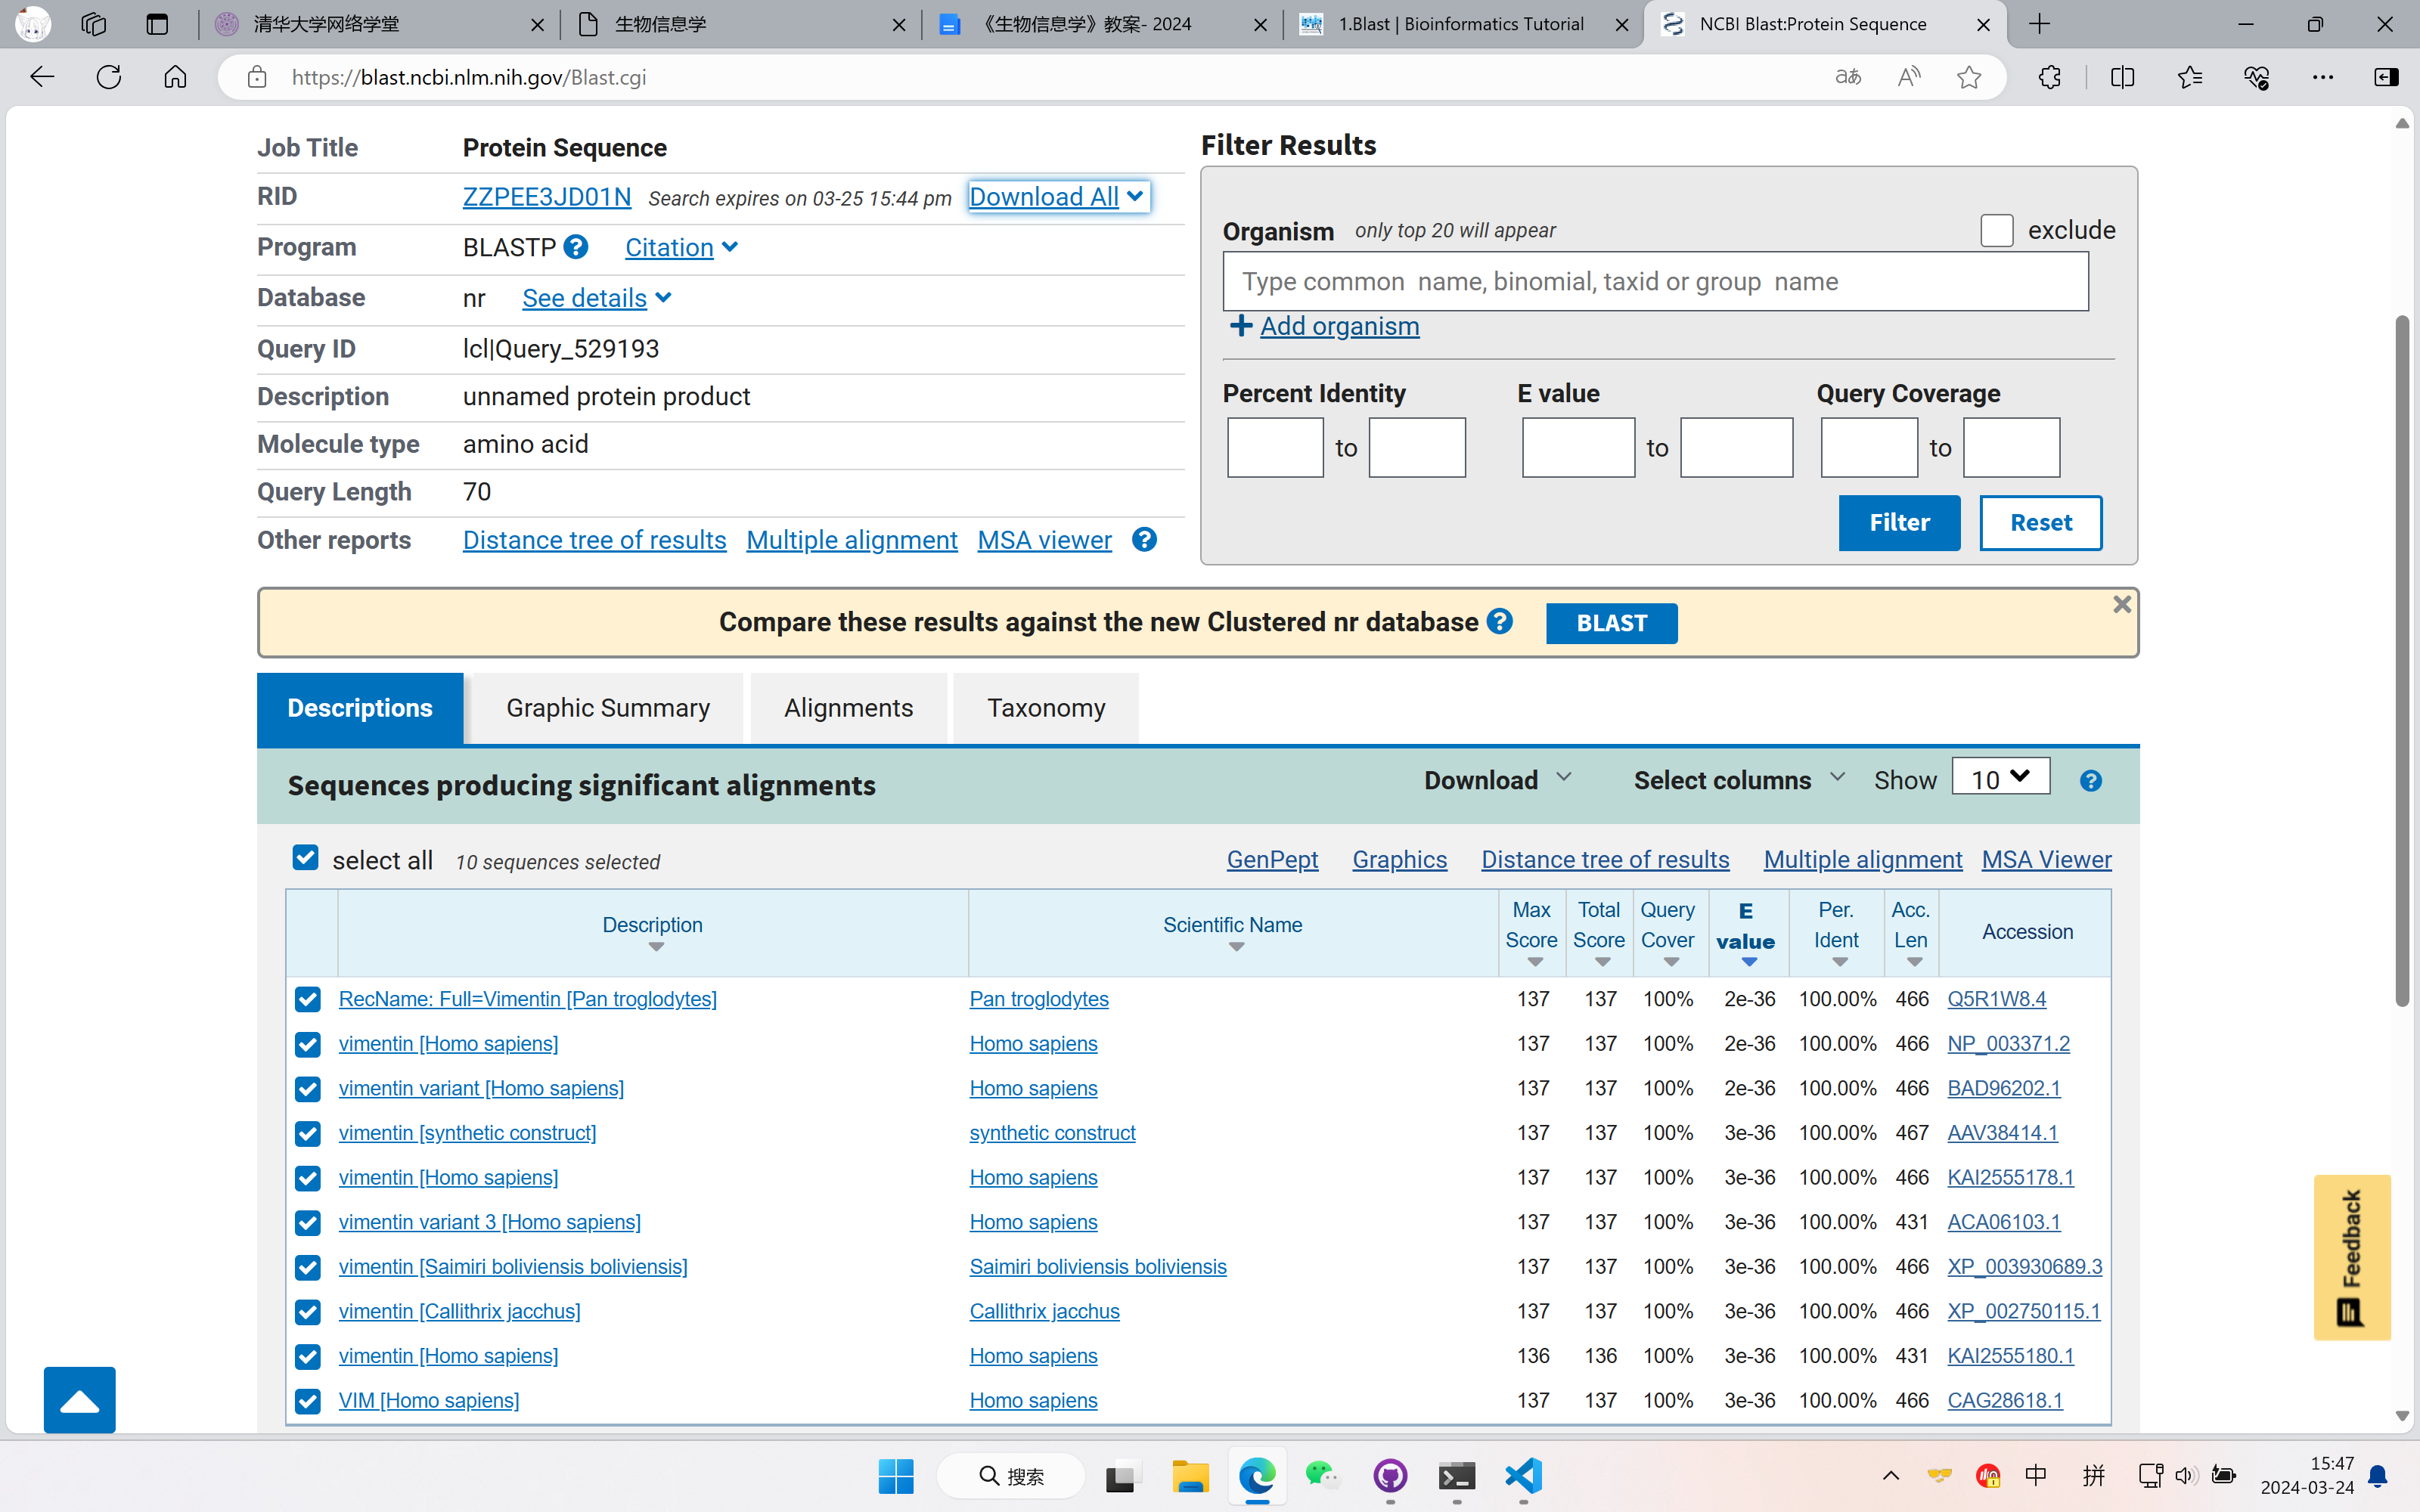 清华大学网络学堂
生物信息学
《生物信息学》教案- 2024
1.Blast | Bioinformatics Tutorial
NCBI Blast:Protein Sequence
https://blast.ncbi.nlm.nih.gov/Blast.cgi
Job Title Protein Sequence
RID ZZPEE3JD01N Search expires on 03-25 15:44 pm Download All
Program BLASTP Citation
Database nr See details
Query ID lcl|Query_529193
Description unnamed protein product
Molecule type amino acid
Query Length 70
Other reports Distance tree of results Multiple alignment MSA viewer
Filter Results
Organism only top 20 will appear exclude
Type common name, binomial, taxid or group name
Add organism
Percent Identity E value Query Coverage
to to to
Filter Reset
Compare these results against the new Clustered nr database BLAST
Descriptions Graphic Summary Alignments Taxonomy
Sequences producing significant alignments Download Select columns Show 10
select all 10 sequences selected GenPept Graphics Distance tree of results Multiple alignment MSA Viewer
Description Scientific Name Max Score Total Score Query Cover E value Per. Ident Acc. Len Accession
RecName: Full=Vimentin [Pan troglodytes] Pan troglodytes 137 137 100% 2e-36 100.00% 466 Q5R1W8.4
vimentin [Homo sapiens] Homo sapiens 137 137 100% 2e-36 100.00% 466 NP_003371.2
vimentin variant [Homo sapiens] Homo sapiens 137 137 100% 2e-36 100.00% 466 BAD96202.1
vimentin [synthetic construct] synthetic construct 137 137 100% 3e-36 100.00% 467 AAV38414.1
vimentin [Homo sapiens] Homo sapiens 137 137 100% 3e-36 100.00% 466 KAI2555178.1
vimentin variant 3 [Homo sapiens] Homo sapiens 137 137 100% 3e-36 100.00% 431 ACA06103.1
vimentin [Saimiri boliviensis boliviensis] Saimiri boliviensis boliviensis 137 137 100% 3e-36 100.00% 466 XP_003930689.3
vimentin [Callithrix jacchus] Callithrix jacchus 137 137 100% 3e-36 100.00% 466 XP_002750115.1
vimentin [Homo sapiens] Homo sapiens 136 136 100% 3e-36 100.00% 431 KAI2555180.1
VIM [Homo sapiens] Homo sapiens 137 137 100% 3e-36 100.00% 466 CAG28618.1
Feedback
搜索
中 拼
15:47
2024-03-24